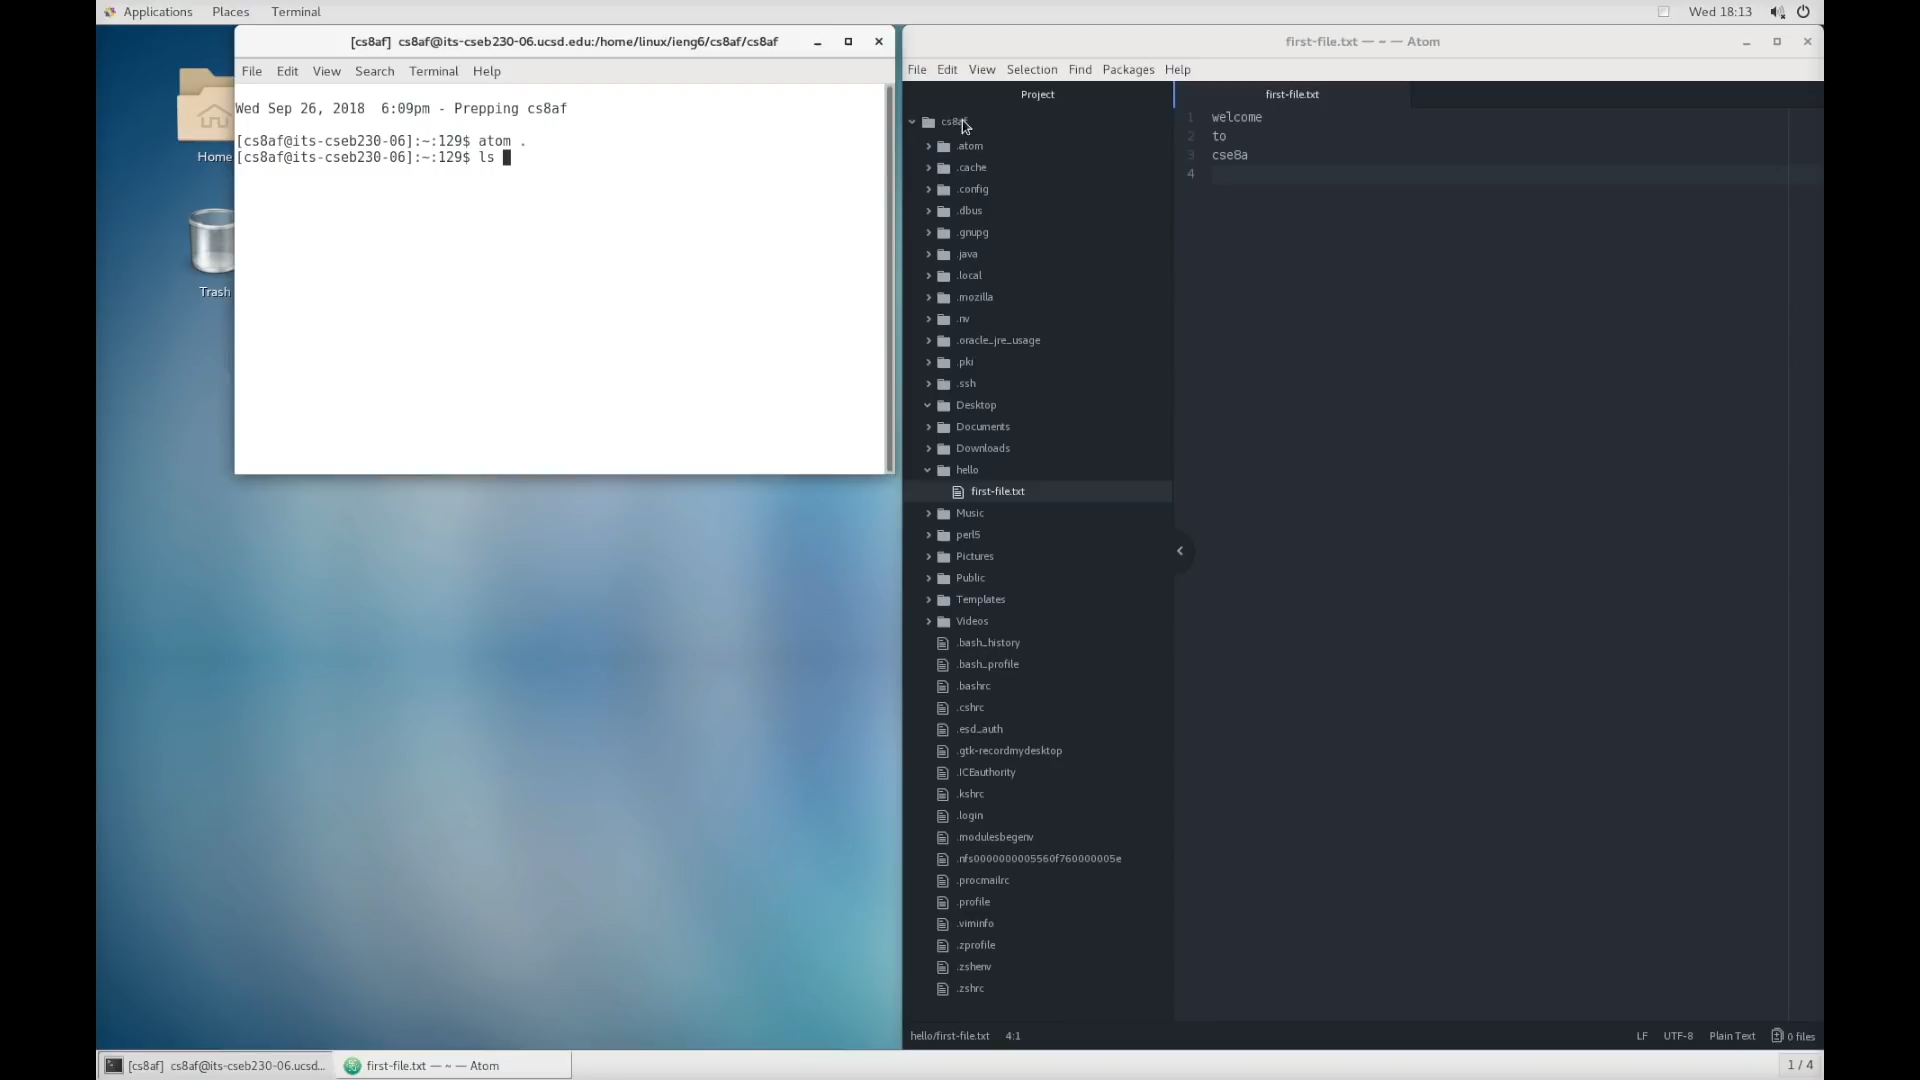 Applications Places Terminal
Wed 18:13
Home
Trash
[cs8af] cs8af@its-cseb230-06.ucsd.edu:/home/linux/ieng6/cs8af/cs8af
File Edit View Search Terminal Help
Wed Sep 26, 2018  6:09pm - Prepping cs8af
[cs8af@its-cseb230-06]:~:129$ atom .
[cs8af@its-cseb230-06]:~:129$ ls
first-file.txt — ~ — Atom
File Edit View Selection Find Packages Help
Project
cs8af
.atom
.cache
.config
.dbus
.gnupg
.java
.local
.mozilla
.nv
.oracle_jre_usage
.pki
.ssh
Desktop
Documents
Downloads
hello
first-file.txt
Music
perl5
Pictures
Public
Templates
Videos
.bash_history
.bash_profile
.bashrc
.cshrc
.esd_auth
.gtk-recordmydesktop
.ICEauthority
.kshrc
.login
.modulesbegenv
.nfs0000000005560f760000005e
.procmailrc
.profile
.viminfo
.zprofile
.zshenv
.zshrc
first-file.txt
1 welcome
2 to
3 cse8a
4
hello/first-file.txt 4:1
LF UTF-8 Plain Text 0 files
[cs8af] cs8af@its-cseb230-06.ucsd...
first-file.txt — ~ — Atom
1 / 4